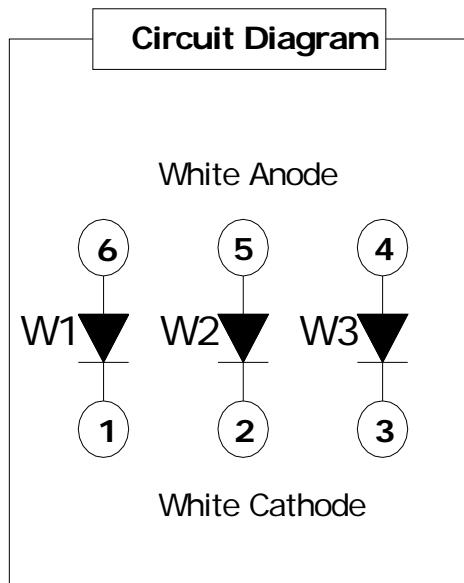 Circuit Diagram
White Anode
6 5 4
W1 W2 W3
1 2 3
White Cathode